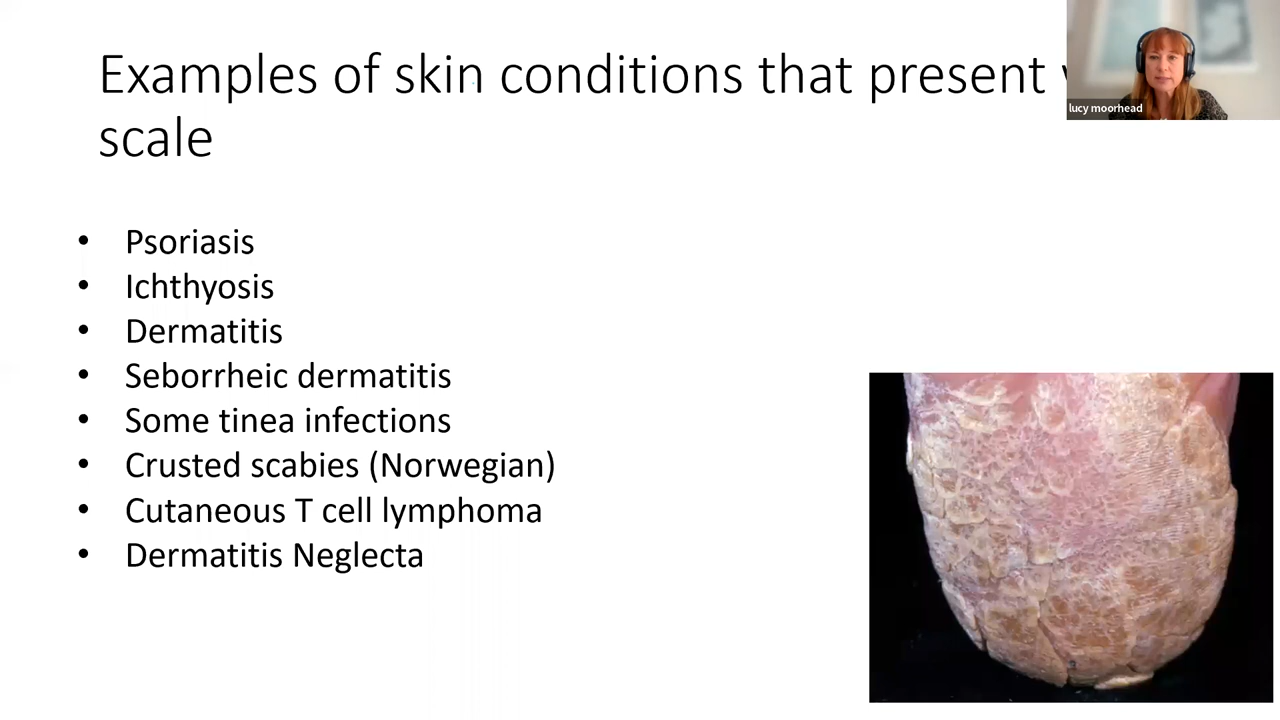 Examples of skin conditions that present
scale
lucy moorhead
• Psoriasis
• Ichthyosis
• Dermatitis
• Seborrheic dermatitis
• Some tinea infections
• Crusted scabies (Norwegian)
• Cutaneous T cell lymphoma
• Dermatitis Neglecta